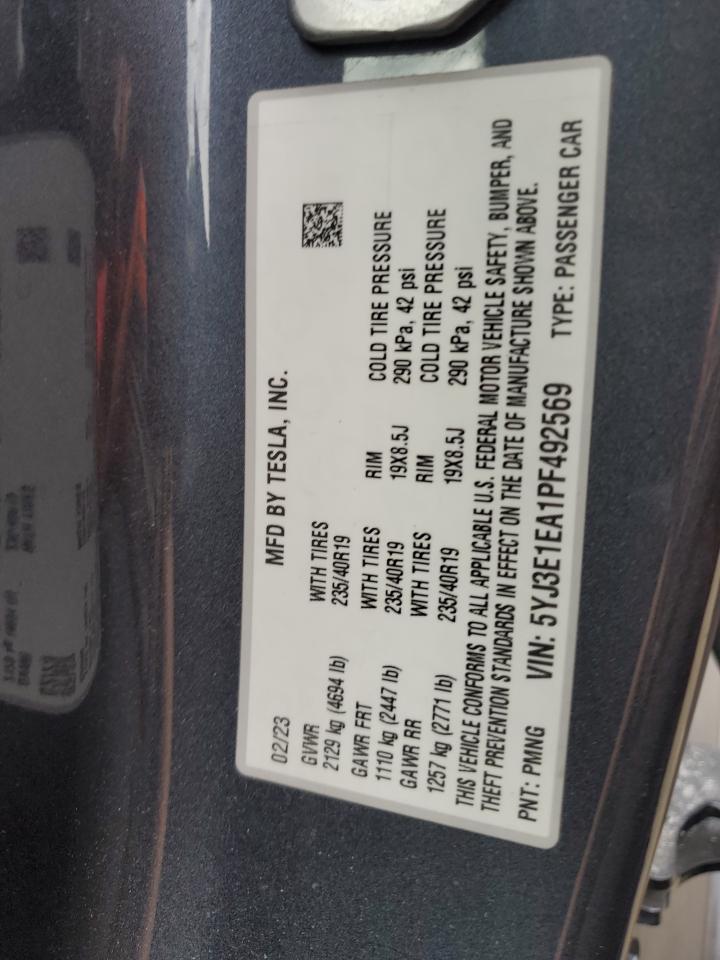 MFD BY TESLA, INC.
02/23
GVWR WITH TIRES
2129 kg (4694 lb) 235/40R19
GAWR FRT WITH TIRES RIM COLD TIRE PRESSURE
1110 kg (2447 lb) 235/40R19 19X8.5J 290 kPa, 42 psi
GAWR RR WITH TIRES RIM COLD TIRE PRESSURE
1257 kg (2771 lb) 235/40R19 19X8.5J 290 kPa, 42 psi
THIS VEHICLE CONFORMS TO ALL APPLICABLE U.S. FEDERAL MOTOR VEHICLE SAFETY, BUMPER, AND
THEFT PREVENTION STANDARDS IN EFFECT ON THE DATE OF MANUFACTURE SHOWN ABOVE.
PNT: PMNG VIN: 5YJ3E1EA1PF492569 TYPE: PASSENGER CAR